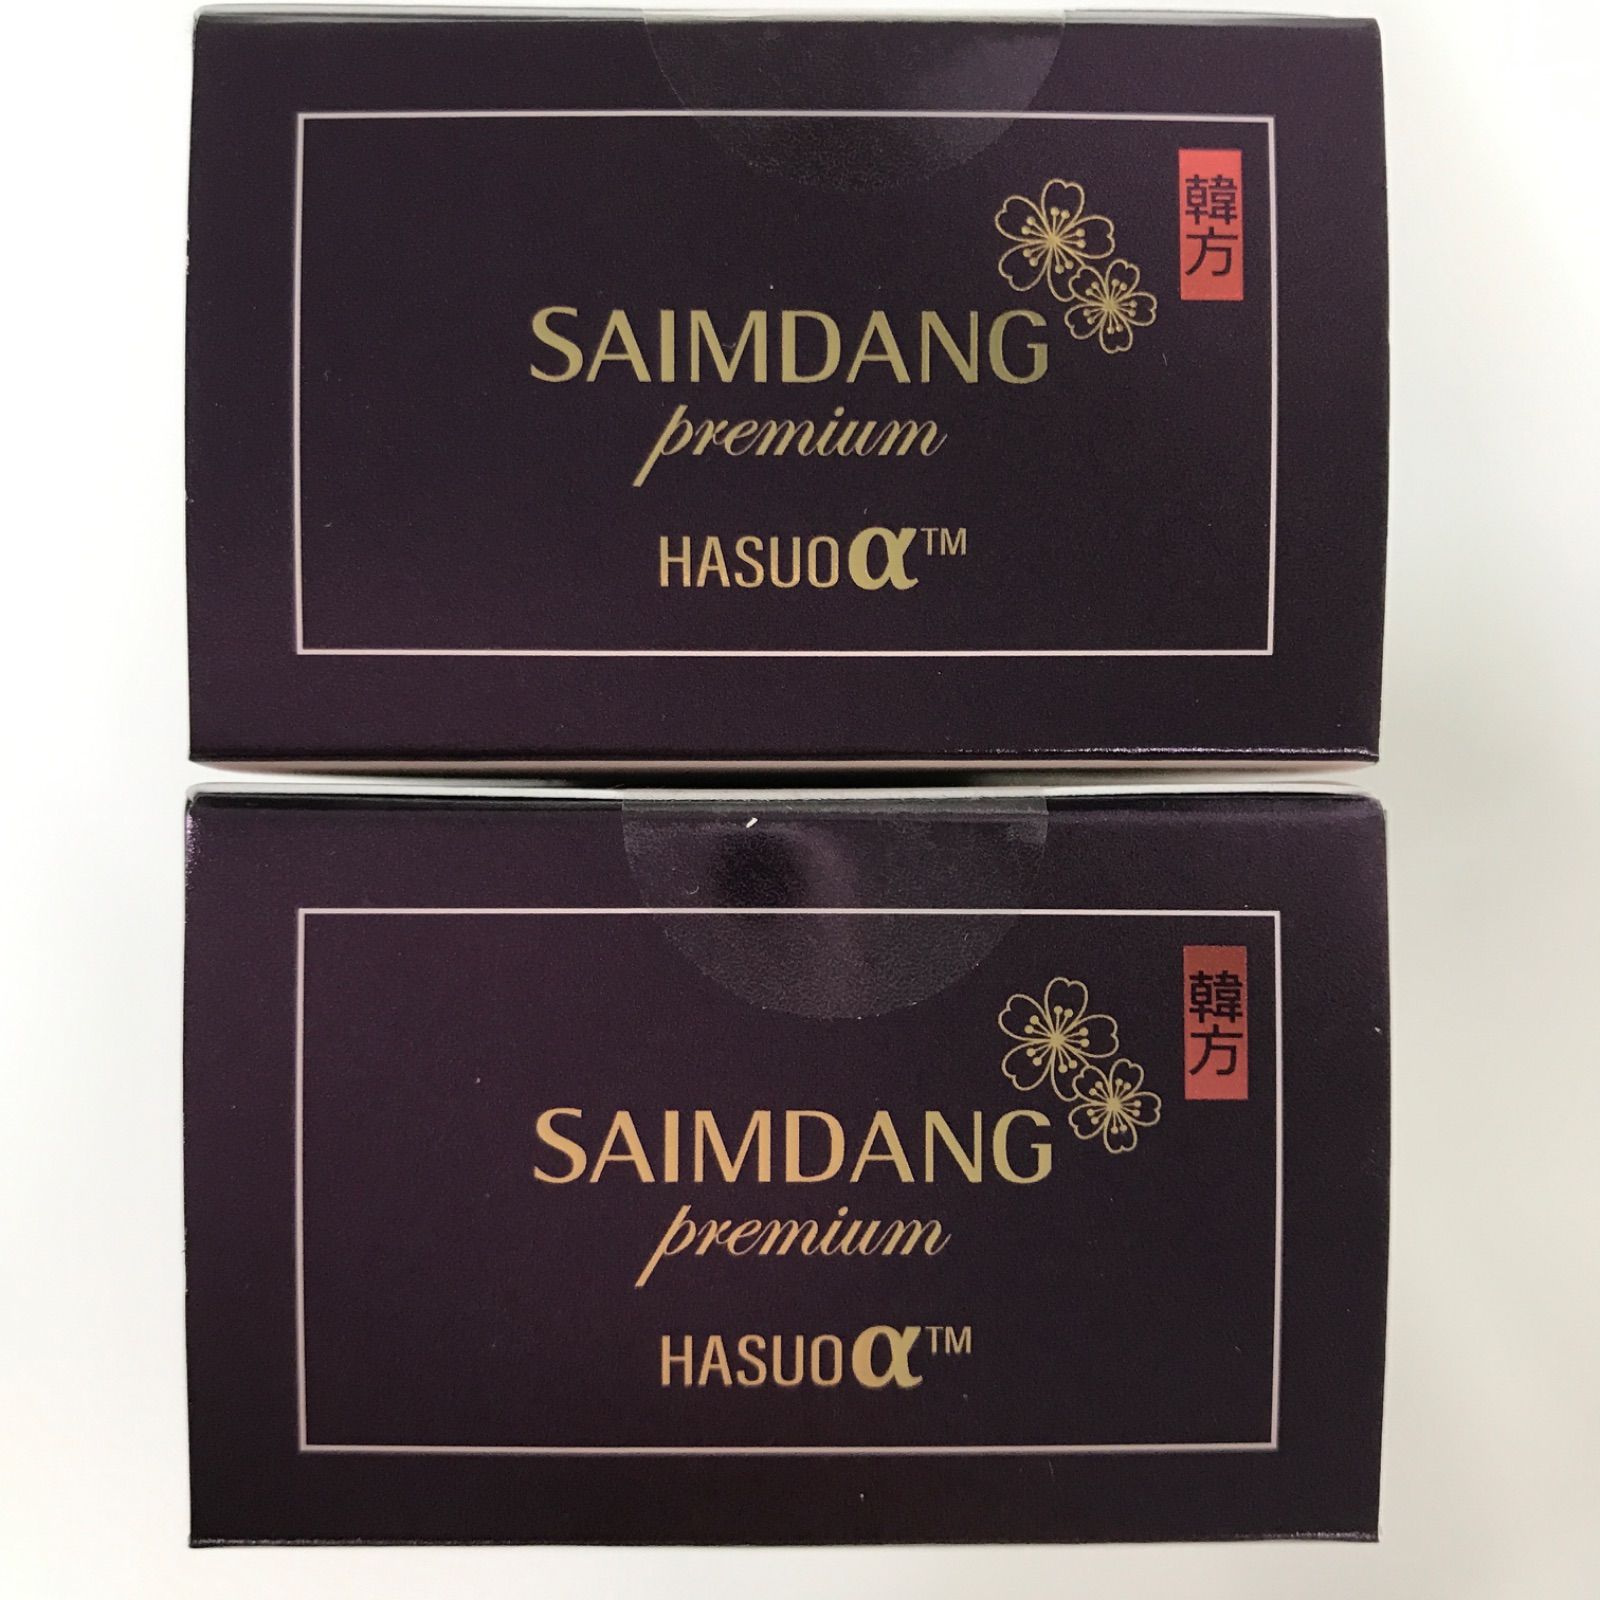 韓方
SAIMDANG
premium
HASUOα™
韓方
SAIMDANG
premium
HASUOα™